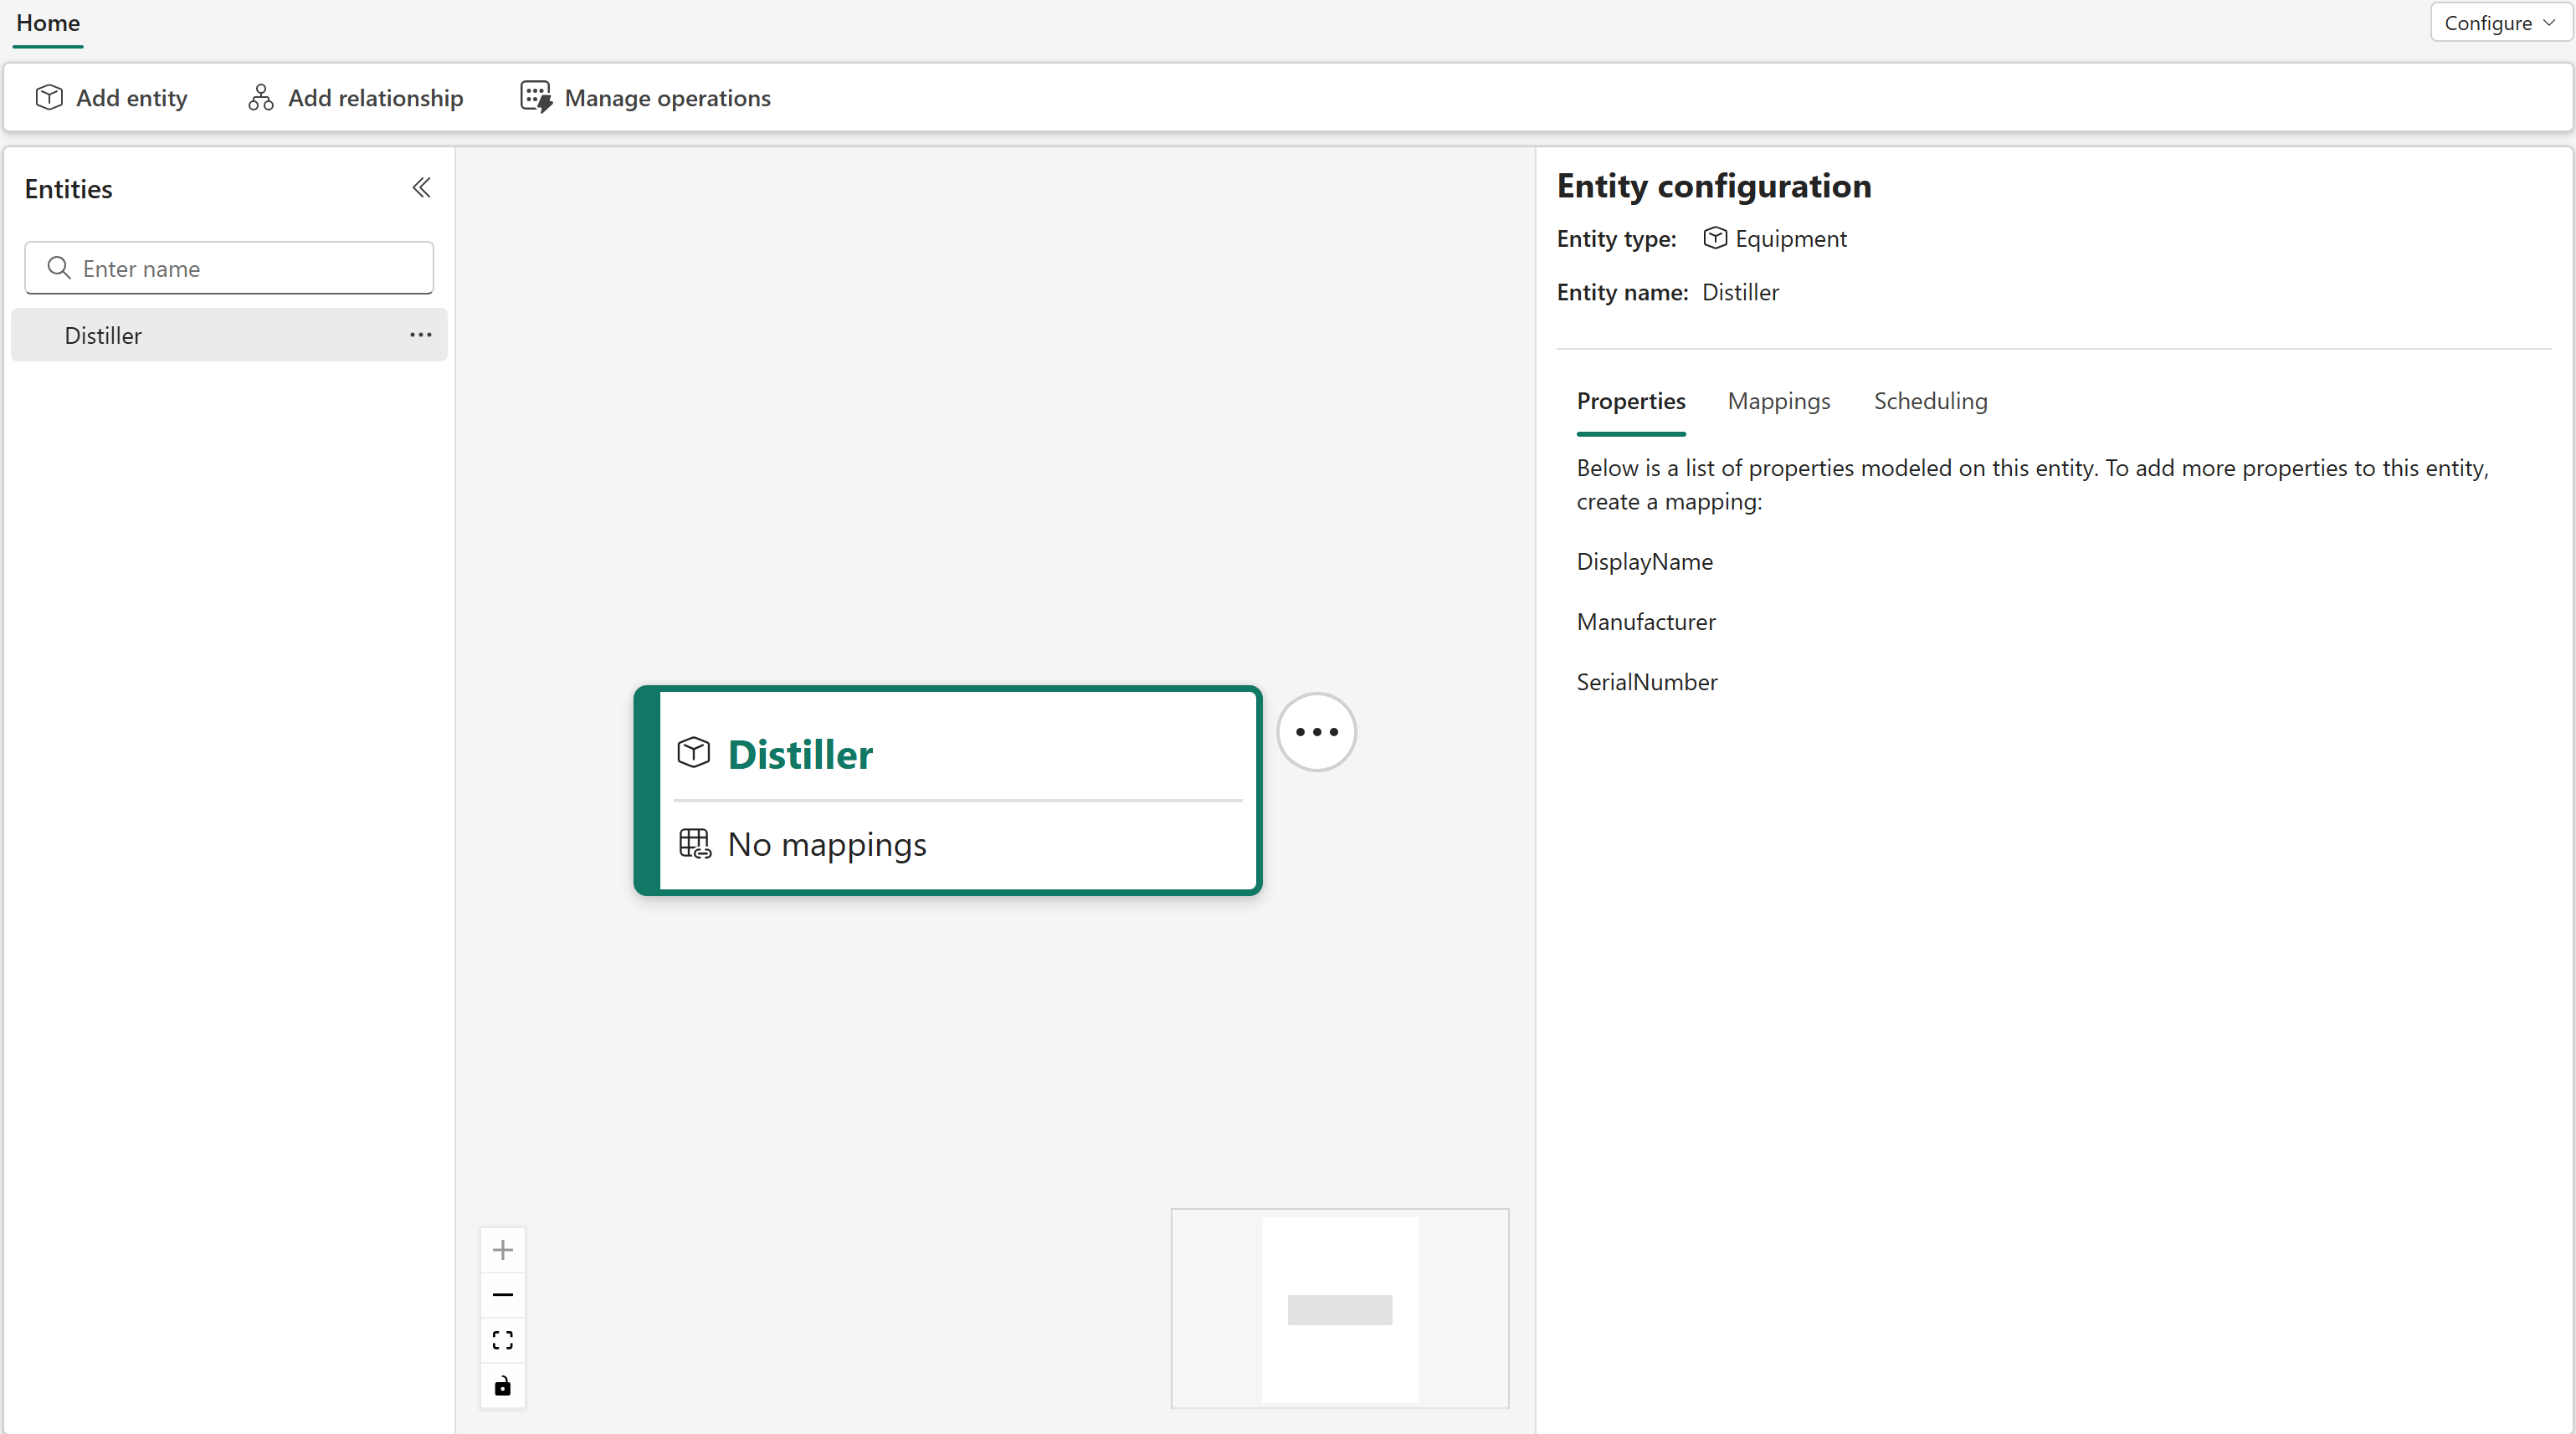 Home
Configure
Add entity
Add relationship
Manage operations
Entities
Enter name
Distiller
Distiller
No mappings
Entity configuration
Entity type: Equipment
Entity name: Distiller
Properties
Mappings
Scheduling
Below is a list of properties modeled on this entity. To add more properties to this entity,
create a mapping:
DisplayName
Manufacturer
SerialNumber